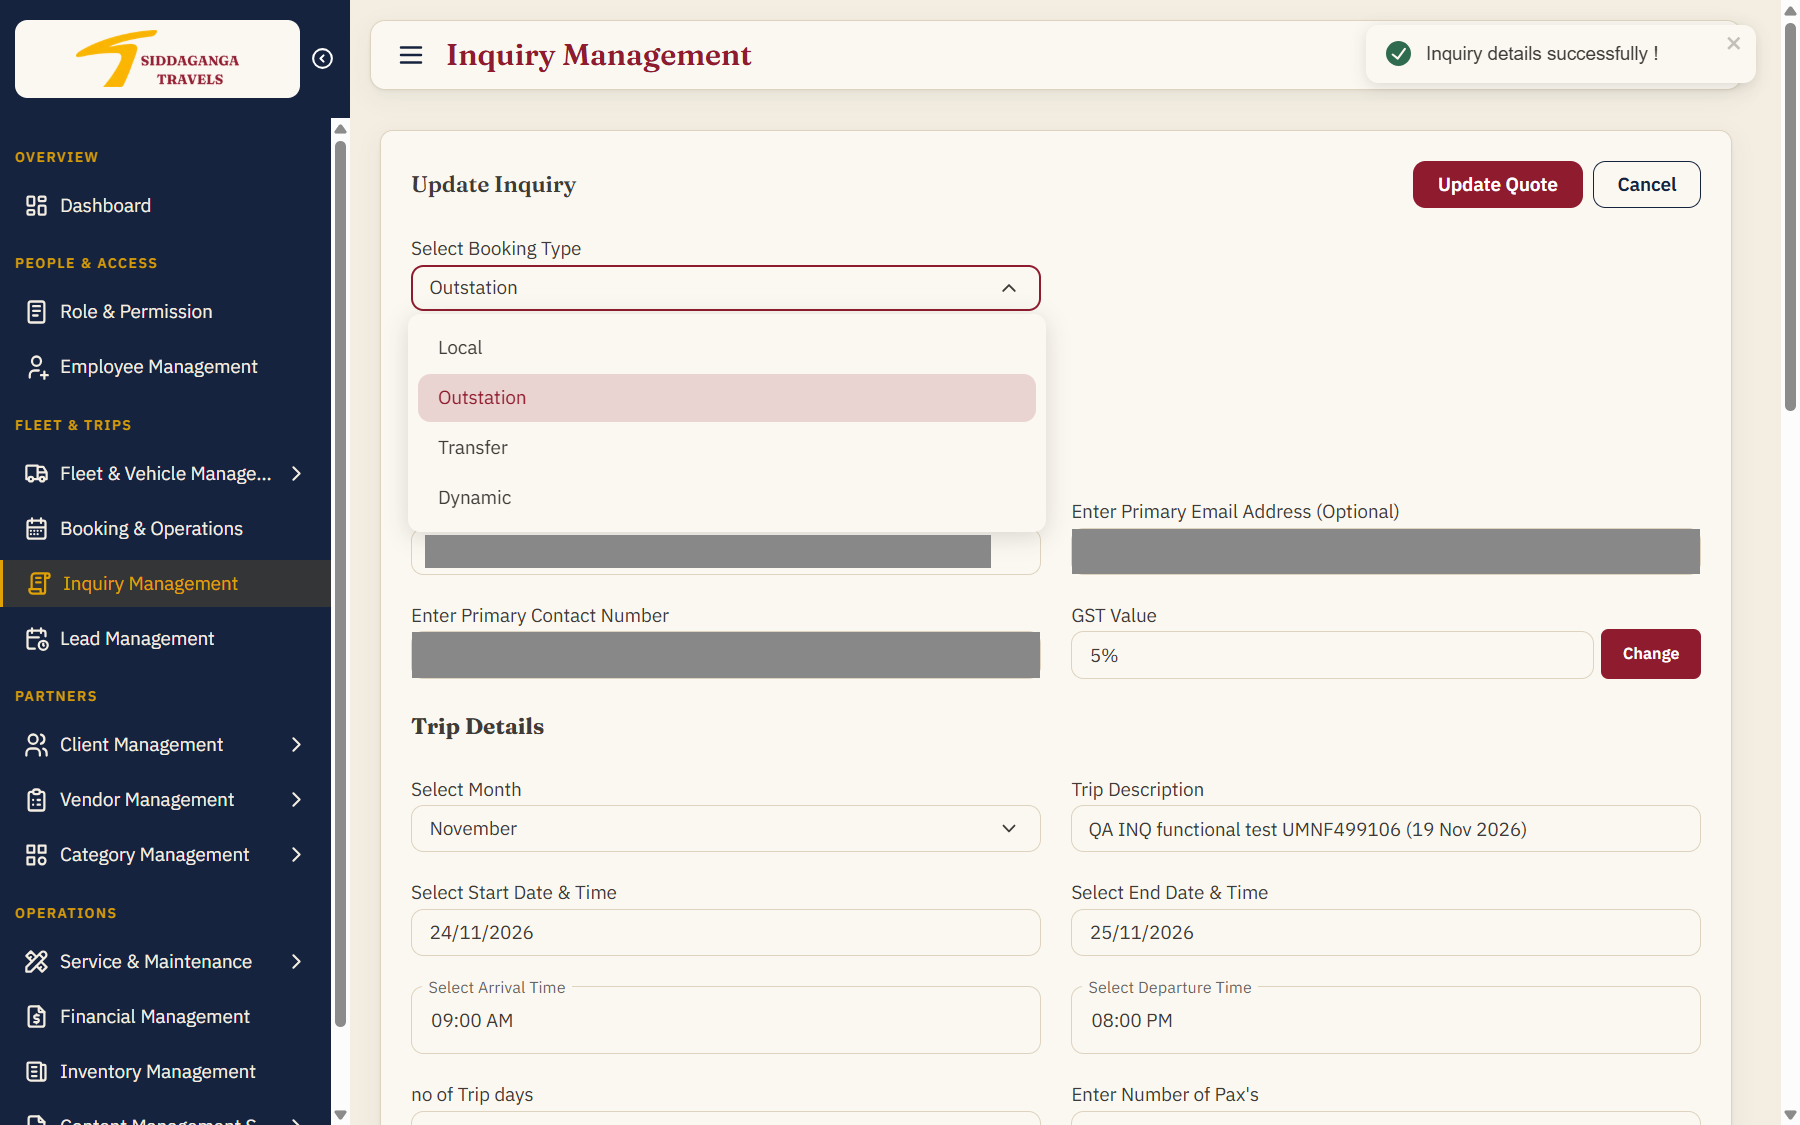 SIDDAGANGA
TRAVELS
OVERVIEW
Dashboard
PEOPLE & ACCESS
Role & Permission
Employee Management
FLEET & TRIPS
Fleet & Vehicle Manage...
Booking & Operations
Inquiry Management
Lead Management
PARTNERS
Client Management
Vendor Management
Category Management
OPERATIONS
Service & Maintenance
Financial Management
Inventory Management
Content Management S
Inquiry Management
Inquiry details successfully !
Update Inquiry
Update Quote
Cancel
Select Booking Type
Outstation
Local
Outstation
Transfer
Dynamic
Enter Primary Email Address (Optional)
Enter Primary Contact Number
GST Value
5%
Change
Trip Details
Select Month
November
Trip Description
QA INQ functional test UMNF499106 (19 Nov 2026)
Select Start Date & Time
24/11/2026
Select End Date & Time
25/11/2026
Select Arrival Time
09:00 AM
Select Departure Time
08:00 PM
no of Trip days
Enter Number of Pax's